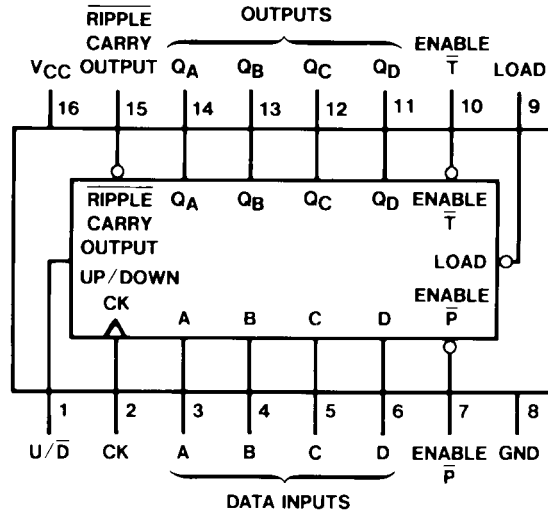 RIPPLE OUTPUTS
CARRY ENABLE
VCC OUTPUT QA QB QC QD T LOAD
16 15 14 13 12 11 10 9
RIPPLE QA QB QC QD ENABLE
CARRY T
OUTPUT LOAD
UP/DOWN ENABLE
CK A B C D P
1 2 3 4 5 6 7 8
U/D CK A B C D ENABLE GND
P
DATA INPUTS